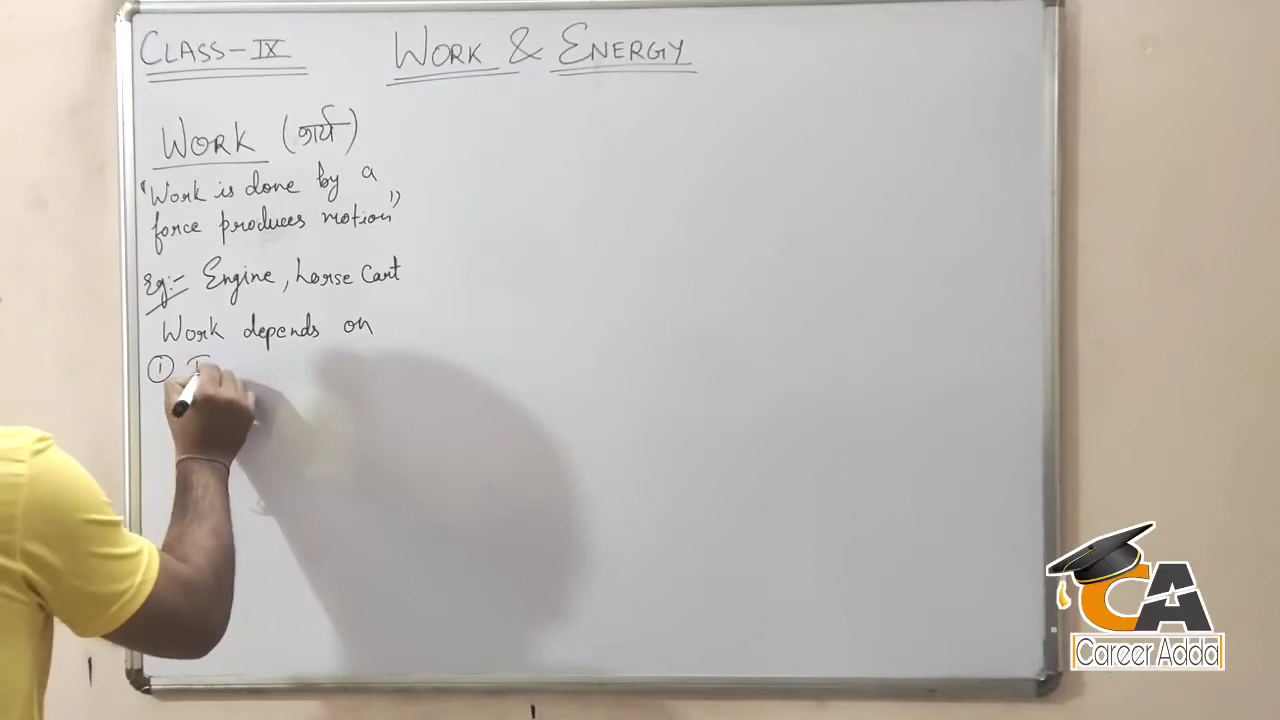 CLASS-IX
WORK & ENERGY
WORK (कार्य)
"Work is done by a
force produces motion"
Eg:- Engine, horse Cart
Work depends on
① I
CA
Career Adda